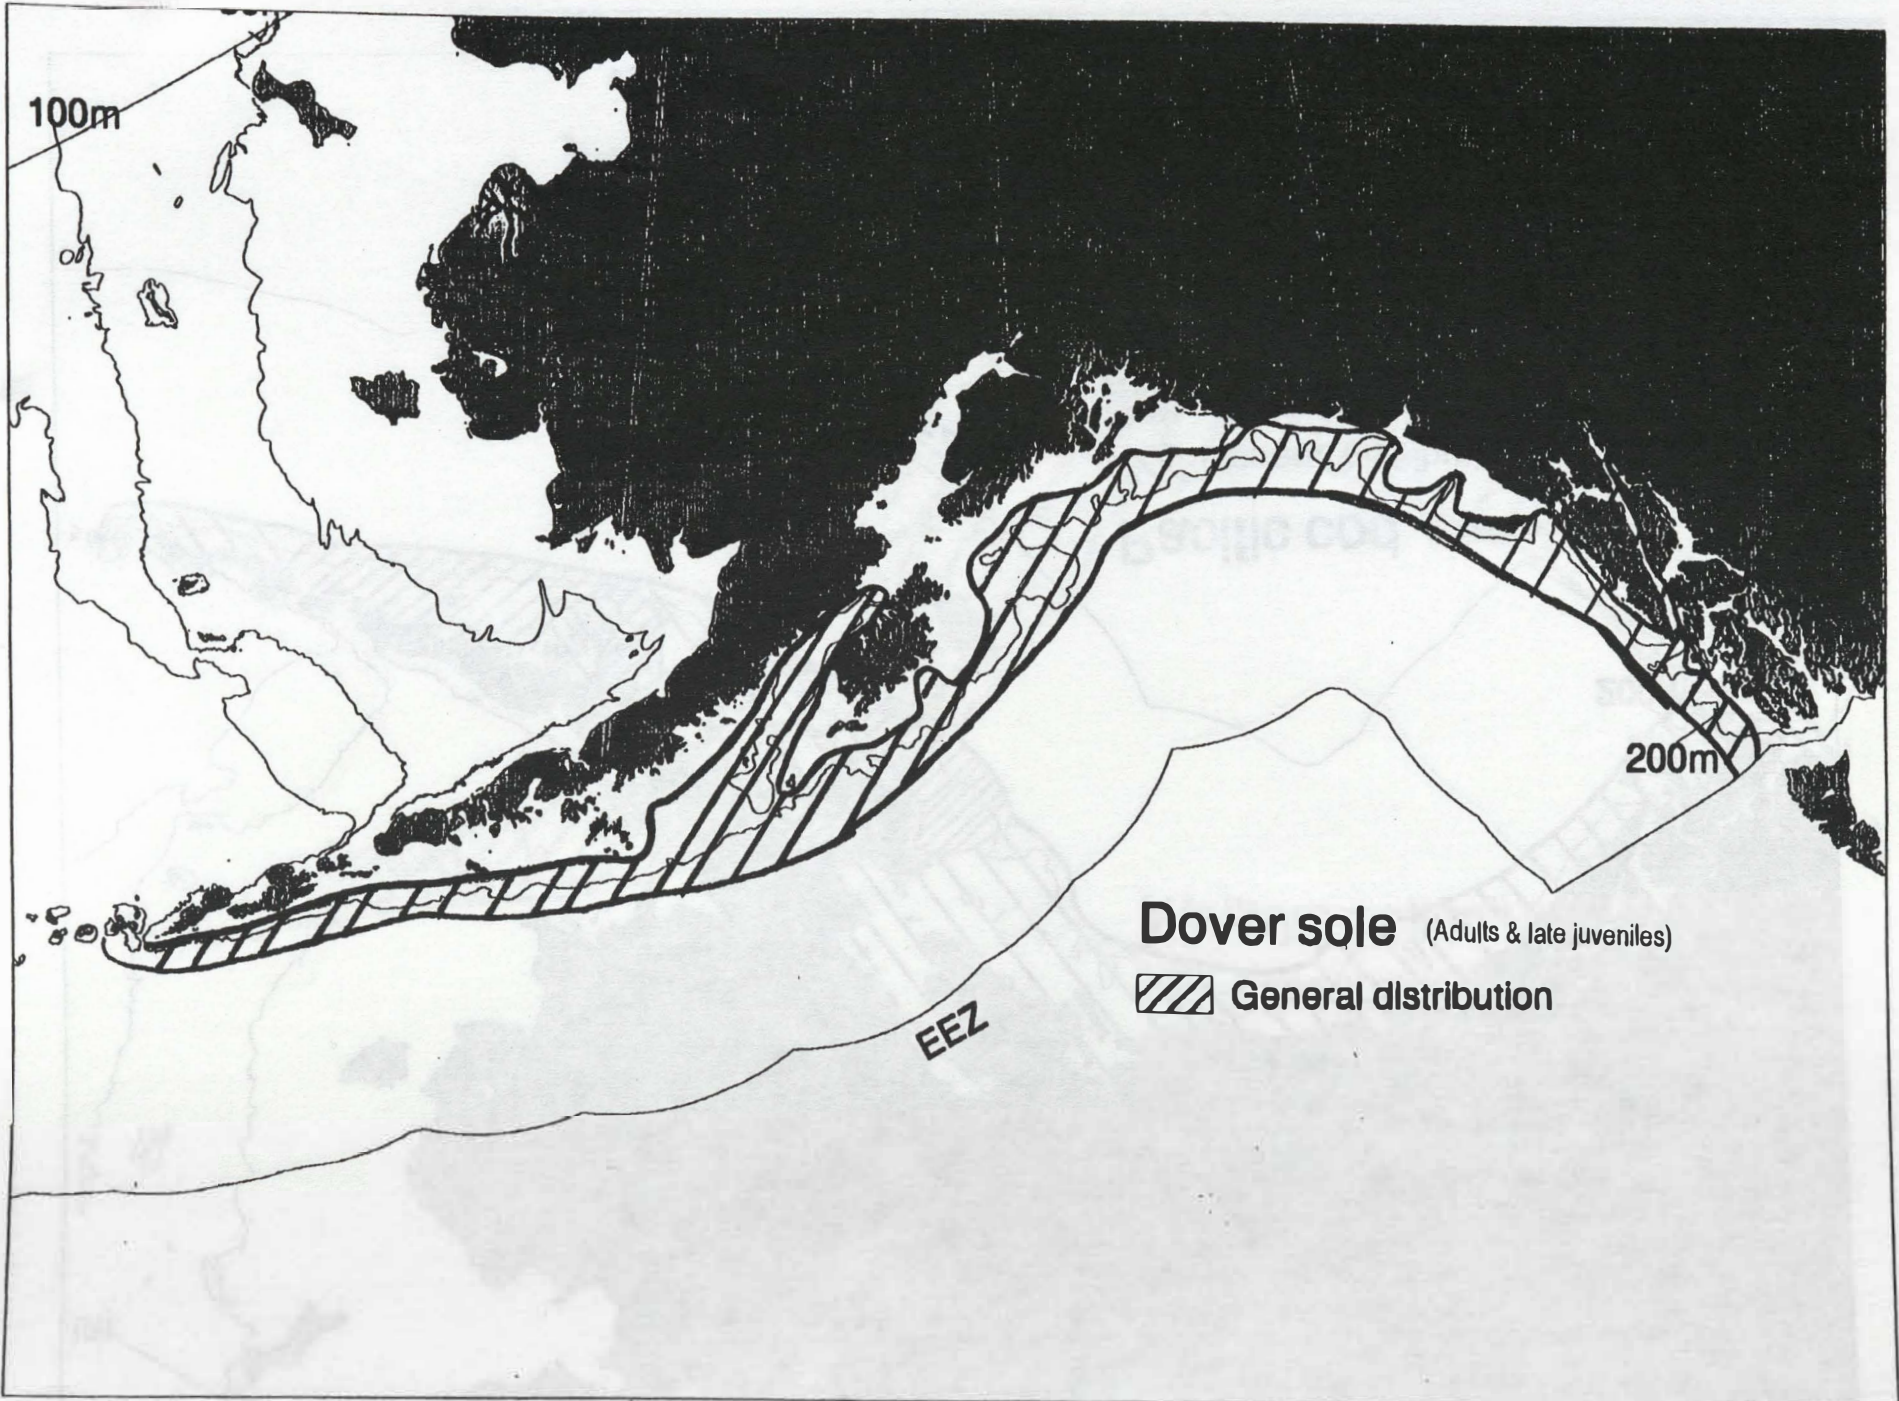 100m
200m
Dover sole (Adults & late juveniles)
General distribution
EEZ